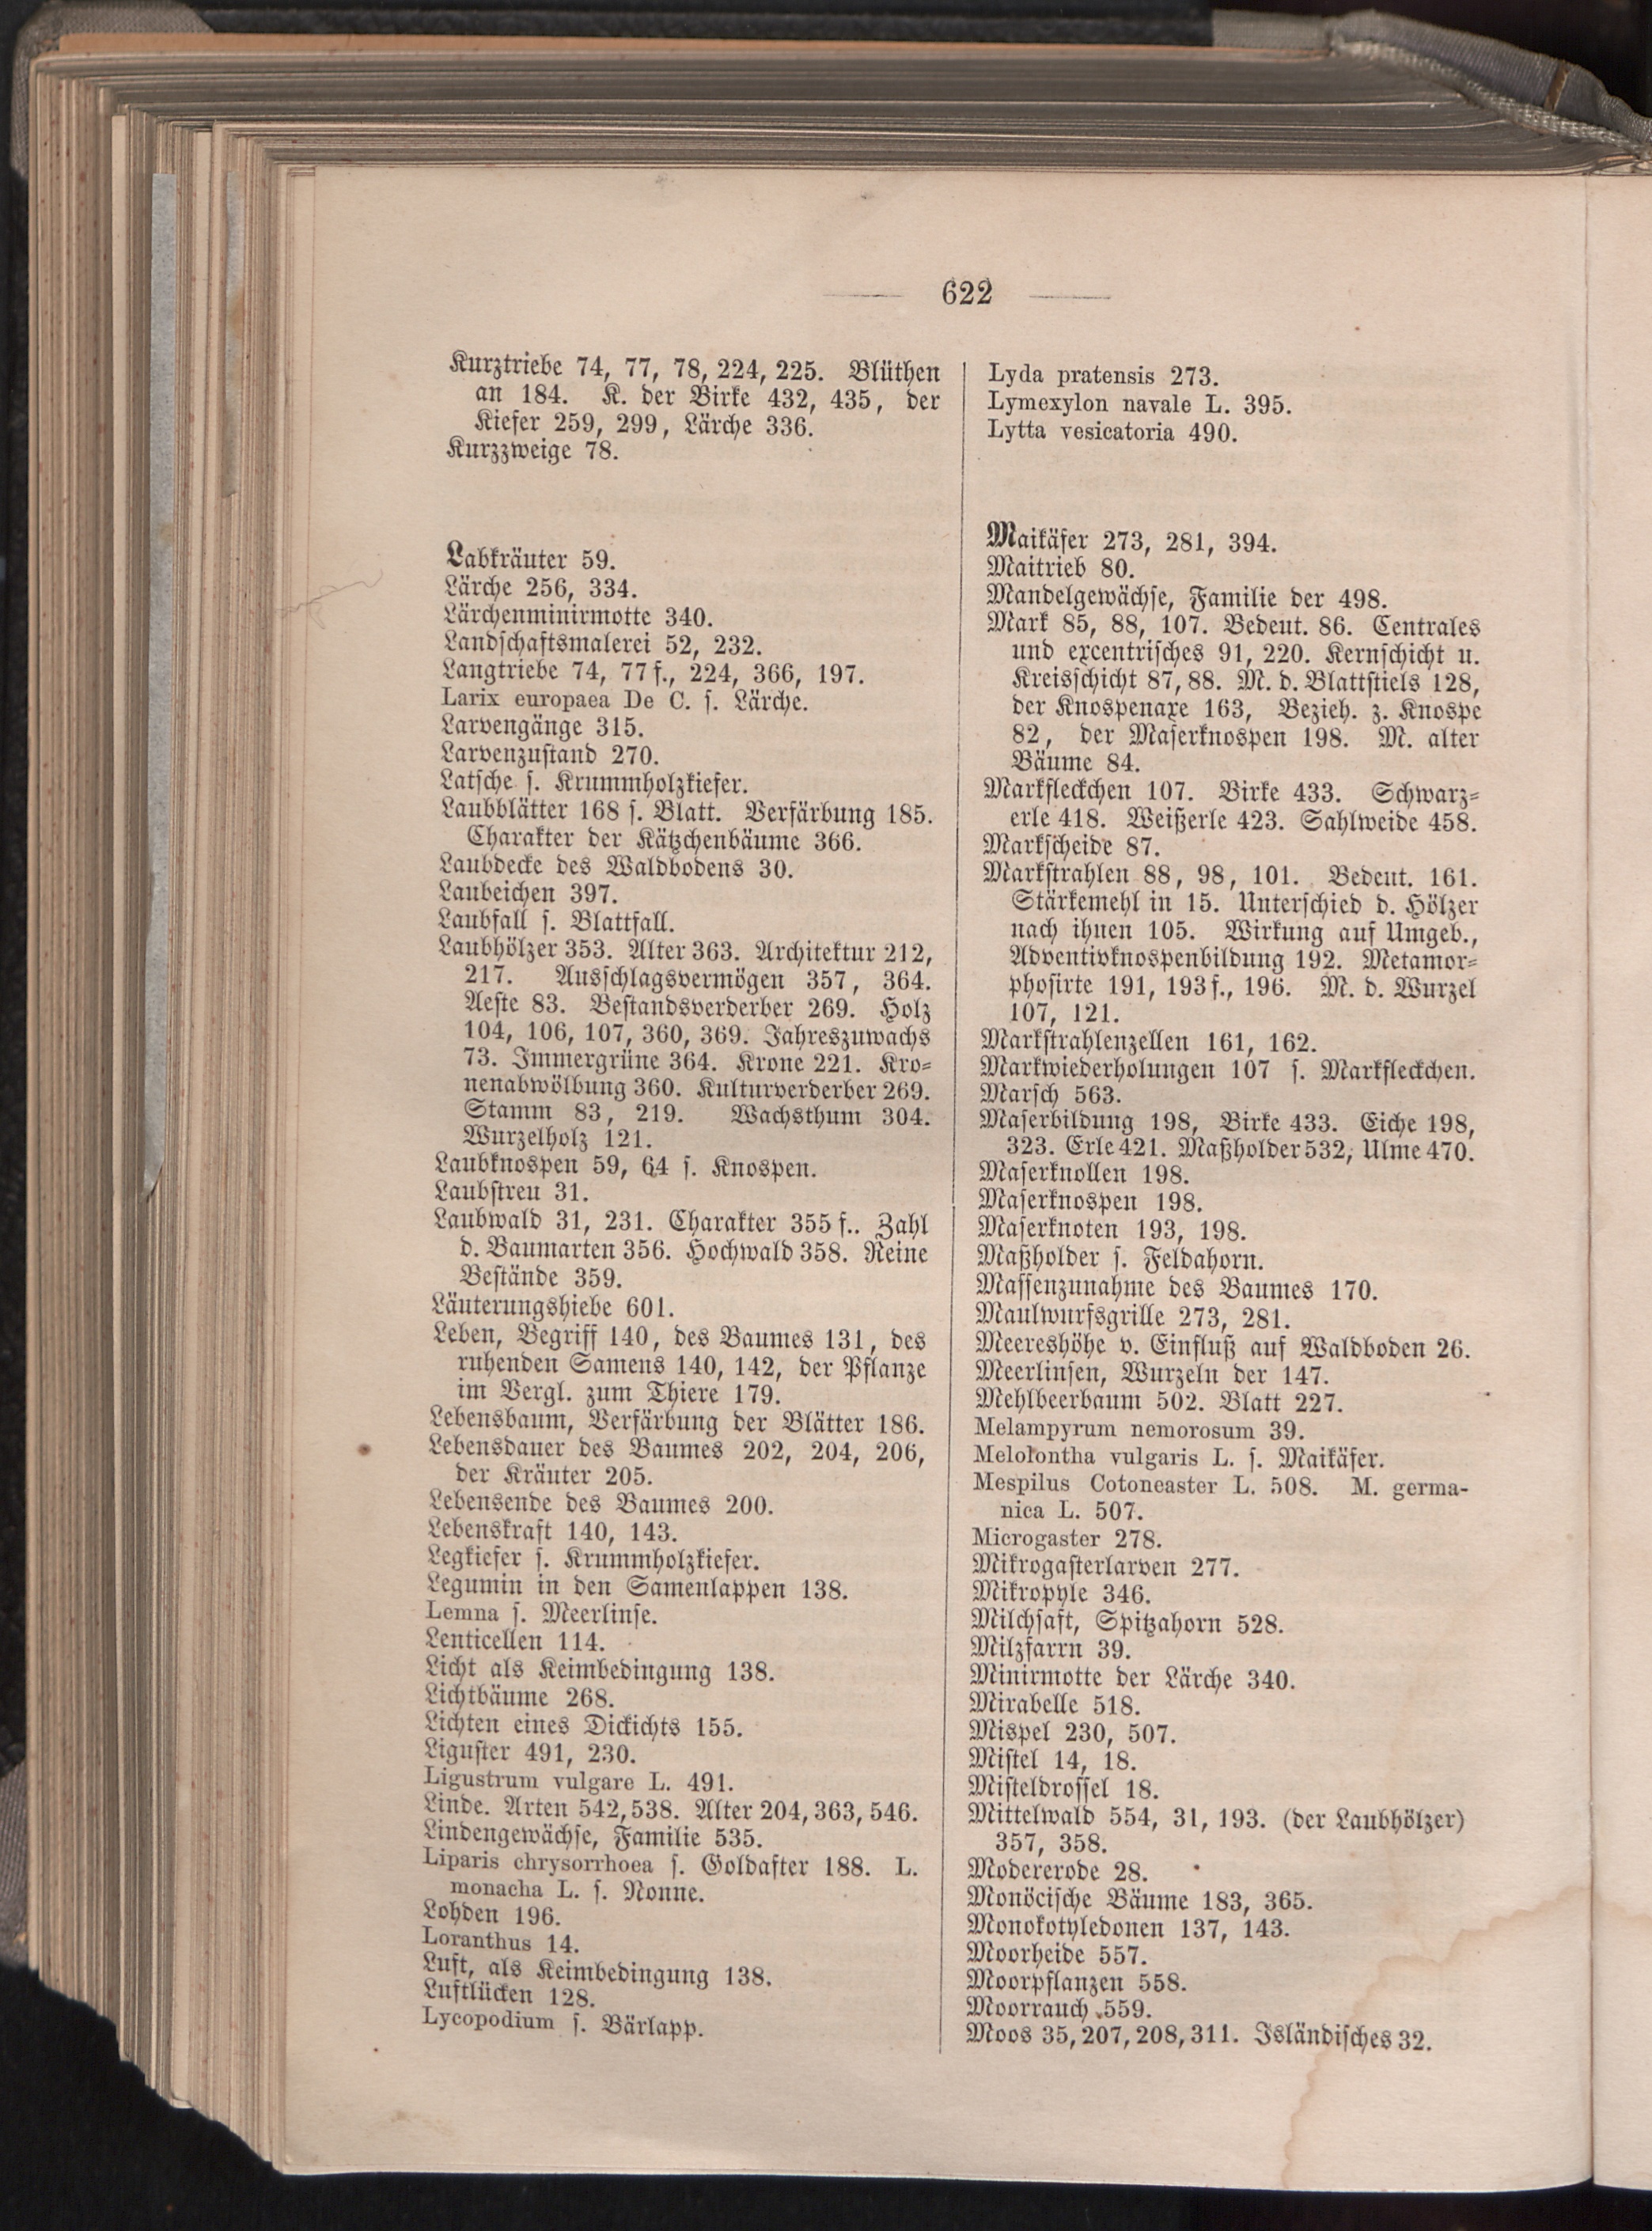 622
Kurztriebe 74, 77, 78, 224, 225. Blüthen
an 184. K. der Birke 432, 435, der
Kiefer 259, 299, Lärche 336.
Kurzzweige 78.
Labkräuter 59.
Lärche 256, 334.
Lärchenminirmotte 340.
Landschaftsmalerei 52, 232.
Langtriebe 74, 77 f., 224, 366, 197.
Larix europaea De C. s. Lärche.
Larvengänge 315.
Larvenzustand 270.
Latsche s. Krummholzkiefer.
Laubblätter 168 s. Blatt. Verfärbung 185.
Charakter der Kätzchenbäume 366.
Laubdecke des Waldbodens 30.
Laubeichen 397.
Laubfall s. Blattfall.
Laubhölzer 353. Alter 363. Architektur 212,
217. Ausschlagsvermögen 357, 364.
Aeste 83. Bestandsverderber 269. Holz
104, 106, 107, 360, 369. Jahreszuwachs
73. Immergrüne 364. Krone 221. Kro-
nenabwölbung 360. Kulturverderber 269.
Stamm 83, 219. Wachsthum 304.
Wurzelholz 121.
Laubknospen 59, 64 s. Knospen.
Laubstreu 31.
Laubwald 31, 231. Charakter 355 f.. Zahl
d. Baumarten 356. Hochwald 358. Reine
Bestände 359.
Läuterungshiebe 601.
Leben, Begriff 140, des Baumes 131, des
ruhenden Samens 140, 142, der Pflanze
im Vergl. zum Thiere 179.
Lebensbaum, Verfärbung der Blätter 186.
Lebensdauer des Baumes 202, 204, 206,
der Kräuter 205.
Lebensende des Baumes 200.
Lebenskraft 140, 143.
Legkiefer s. Krummholzkiefer.
Legumin in den Samenlappen 138.
Lemna s. Meerlinse.
Lenticellen 114.
Licht als Keimbedingung 138.
Lichtbäume 268.
Lichten eines Dickichts 155.
Liguster 491, 230.
Ligustrum vulgare L. 491.
Linde. Arten 542, 538. Alter 204, 363, 546.
Lindengewächse, Familie 535.
Liparis chrysorrhoea s. Goldafter 188. L.
monacha L. s. Nonne.
Lohden 196.
Loranthus 14.
Luft, als Keimbedingung 138.
Luftlücken 128.
Lycopodium s. Bärlapp.
Lyda pratensis 273.
Lymexylon navale L. 395.
Lytta vesicatoria 490.
Maikäfer 273, 281, 394.
Maitrieb 80.
Mandelgewächse, Familie der 498.
Mark 85, 88, 107. Bedeut. 86. Centrales
und excentrisches 91, 220. Kernschicht u.
Kreisschicht 87, 88. M. d. Blattstiels 128,
der Knospenaxe 163, Bezieh. z. Knospe
82, der Maserknospen 198. M. alter
Bäume 84.
Markfleckchen 107. Birke 433. Schwarz-
erle 418. Weißerle 423. Sahlweide 458.
Markscheide 87.
Markstrahlen 88, 98, 101. Bedeut. 161.
Stärkemehl in 15. Unterschied d. Hölzer
nach ihnen 105. Wirkung auf Umgeb.,
Adventivknospenbildung 192. Metamor-
phosirte 191, 193 f., 196. M. d. Wurzel
107, 121.
Markstrahlenzellen 161, 162.
Markwiederholungen 107 s. Markfleckchen.
Marsch 563.
Maserbildung 198, Birke 433. Eiche 198,
323. Erle 421. Maßholder 532, Ulme 470.
Maserknollen 198.
Maserknospen 198.
Maserknoten 193, 198.
Maßholder s. Feldahorn.
Massenzunahme des Baumes 170.
Maulwurfsgrille 273, 281.
Meereshöhe v. Einfluß auf Waldboden 26.
Meerlinsen, Wurzeln der 147.
Mehlbeerbaum 502. Blatt 227.
Melampyrum nemorosum 39.
Melolontha vulgaris L. s. Maikäfer.
Mespilus Cotoneaster L. 508. M. germa-
nica L. 507.
Microgaster 278.
Mikrogasterlarven 277.
Mikropyle 346.
Milchsaft, Spitzahorn 528.
Milzfarrn 39.
Minirmotte der Lärche 340.
Mirabelle 518.
Mispel 230, 507.
Mistel 14, 18.
Misteldrossel 18.
Mittelwald 554, 31, 193. (der Laubhölzer)
357, 358.
Modererode 28.
Monöcische Bäume 183, 365.
Monokotyledonen 137, 143.
Moorheide 557.
Moorpflanzen 558.
Moorrauch 559.
Moos 35, 207, 208, 311. Isländisches 32.